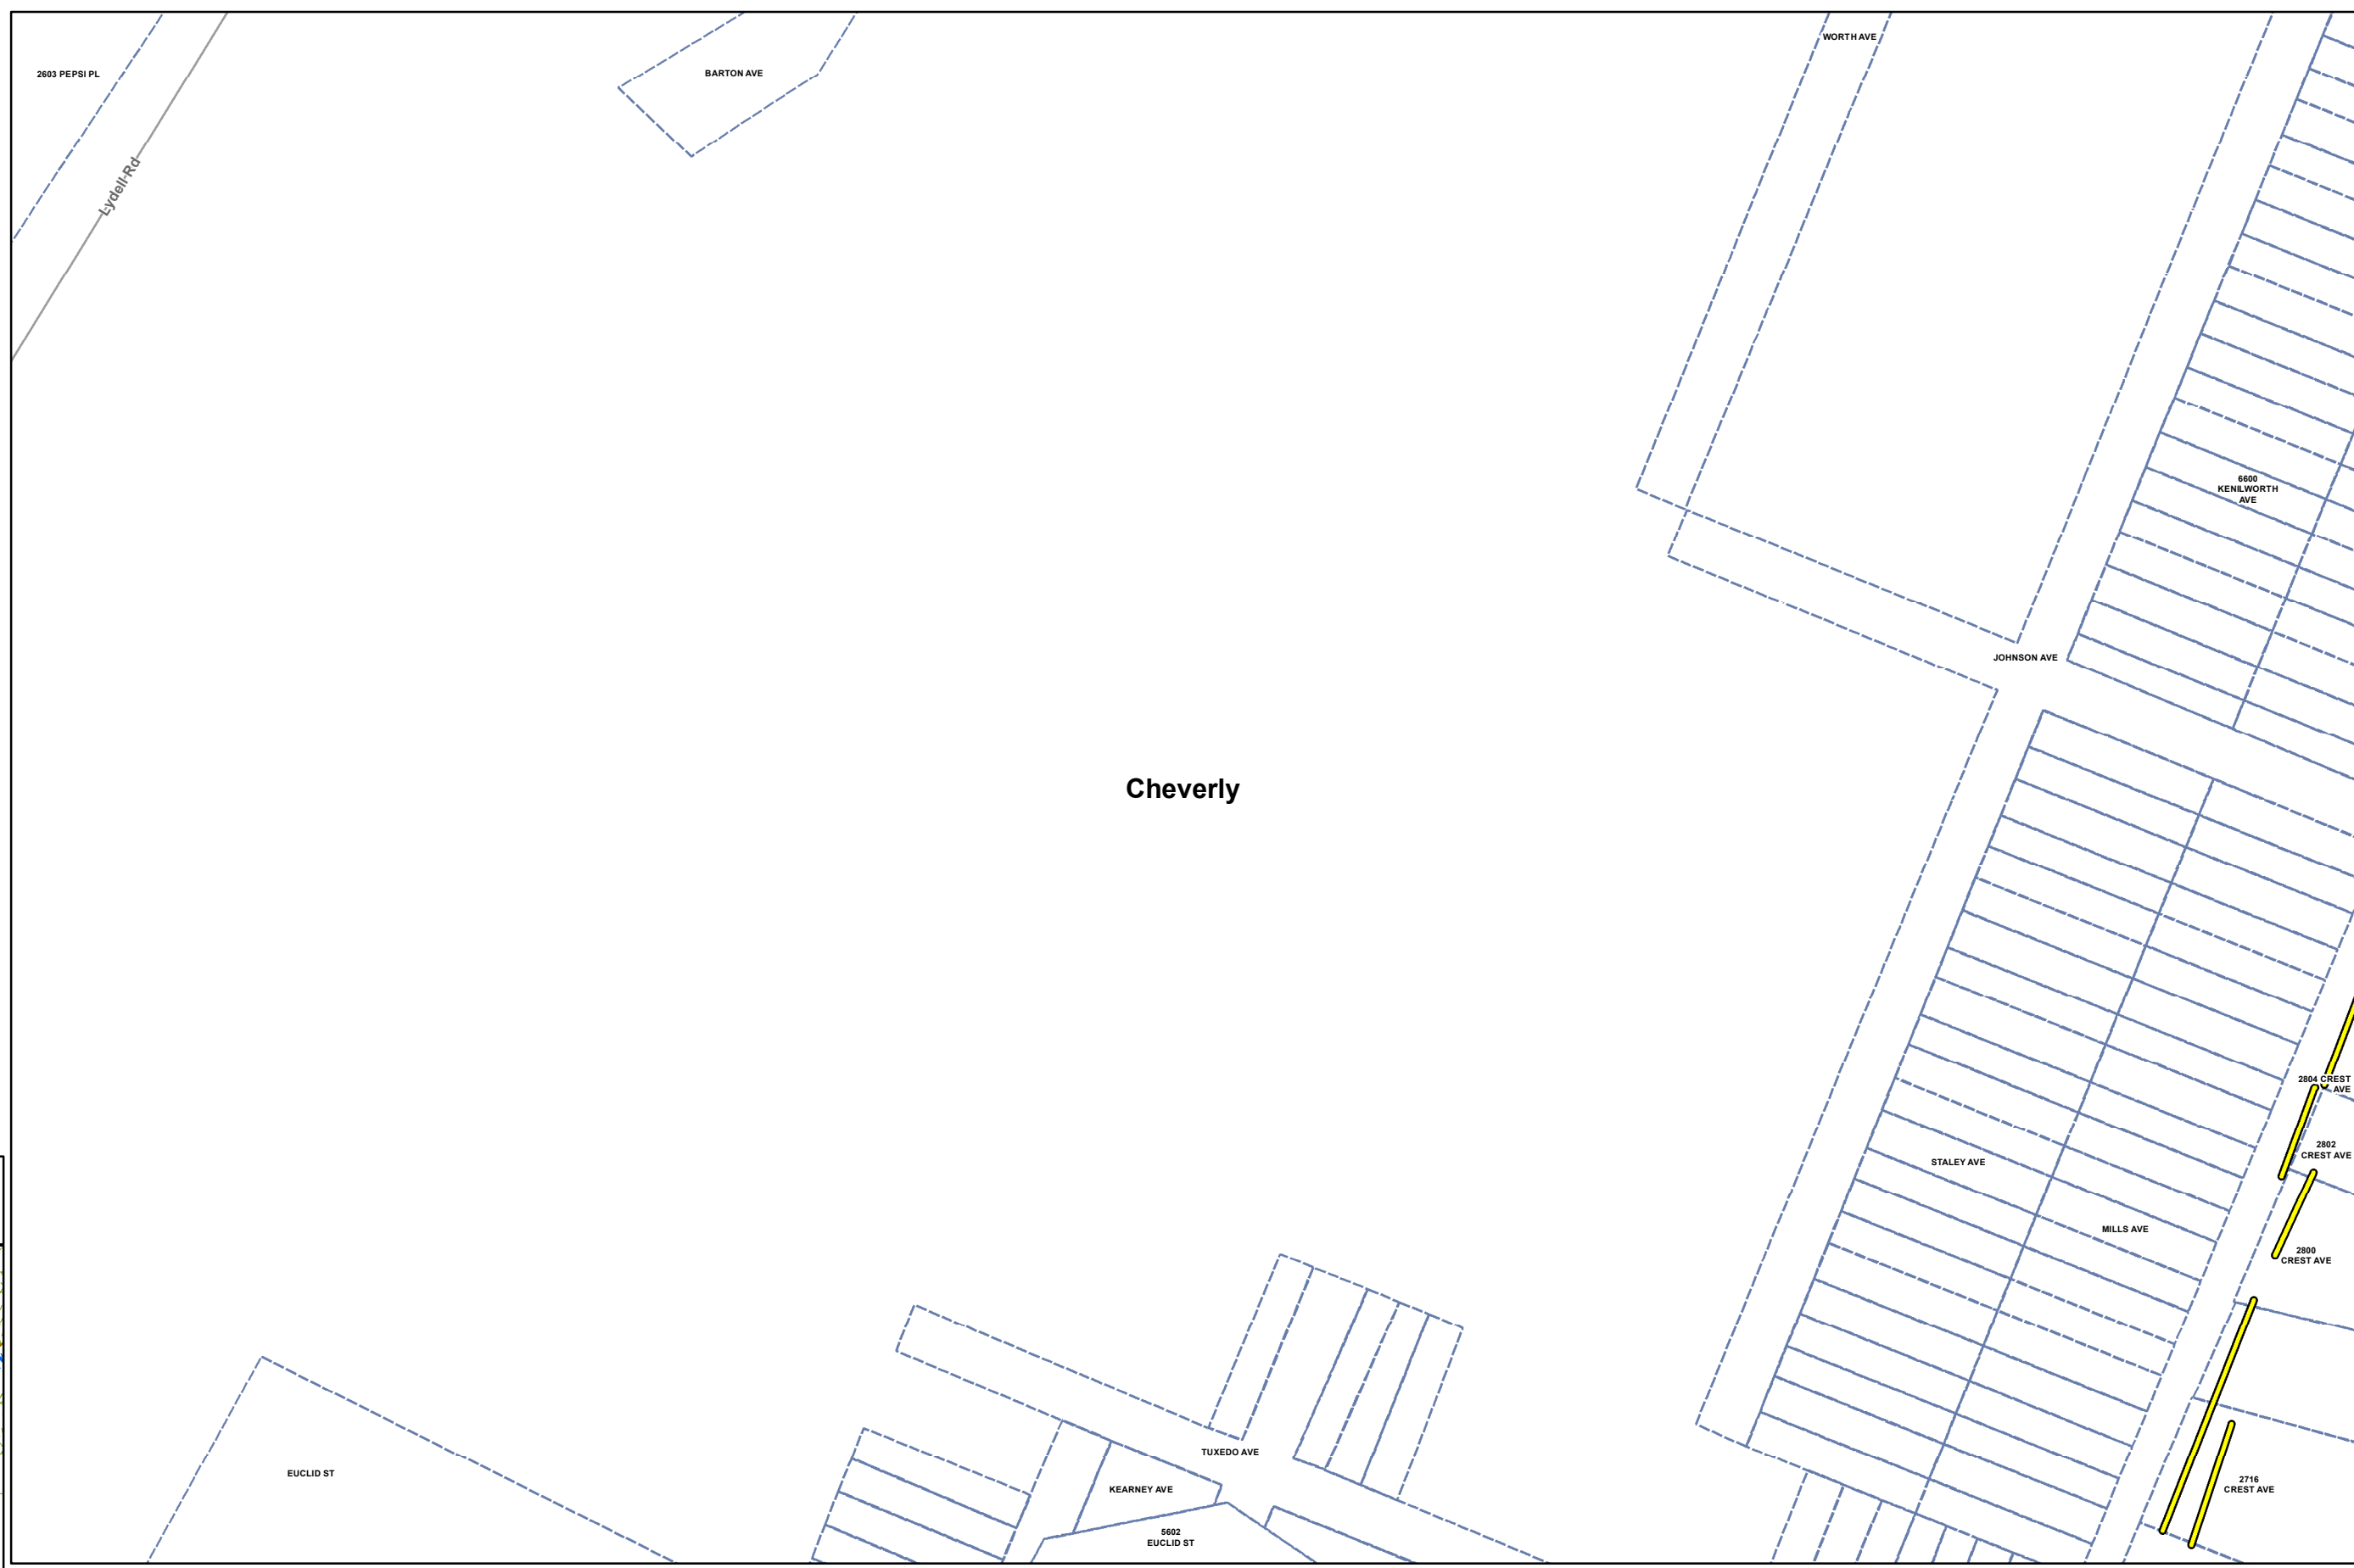 WORTH AVE
2603 PEPSI PL
BARTON AVE
Lydell Rd
6600
KENILWORTH
AVE
JOHNSON AVE
Cheverly
2804 CREST
AVE
2802
CREST AVE
STALEY AVE
MILLS AVE
2800
CREST AVE
TUXEDO AVE
EUCLID ST
KEARNEY AVE
2716
CREST AVE
5602
EUCLID ST